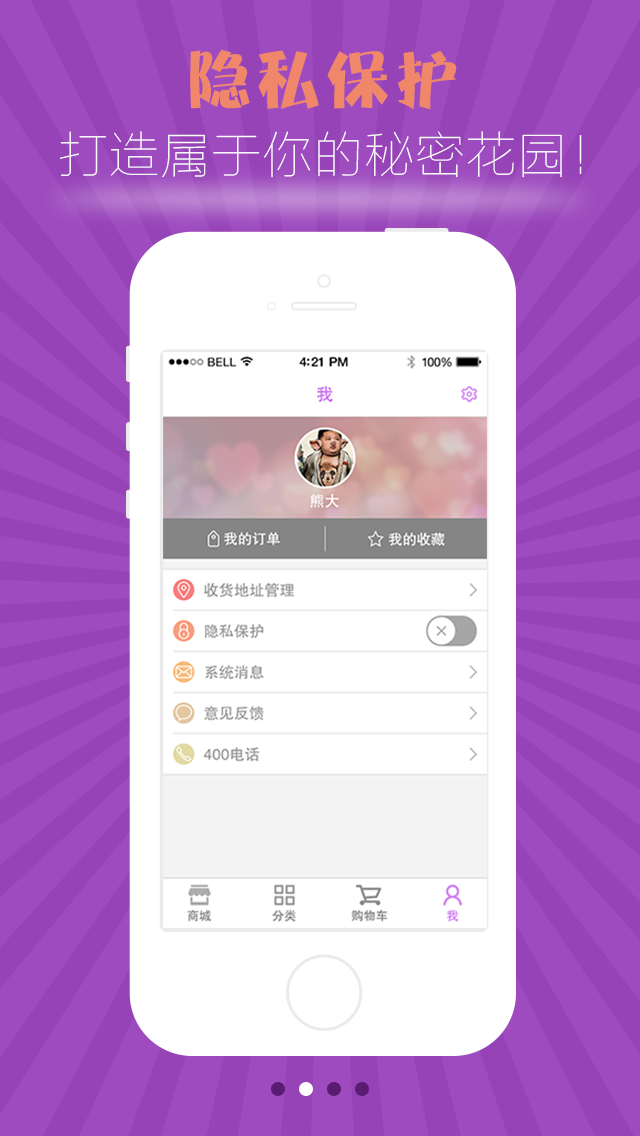 隐私保护
打造属于你的秘密花园!
BELL 4:21 PM 100%
我
熊大
我的订单 我的收藏
收货地址管理
隐私保护
系统消息
意见反馈
400电话
商城 分类 购物车 我